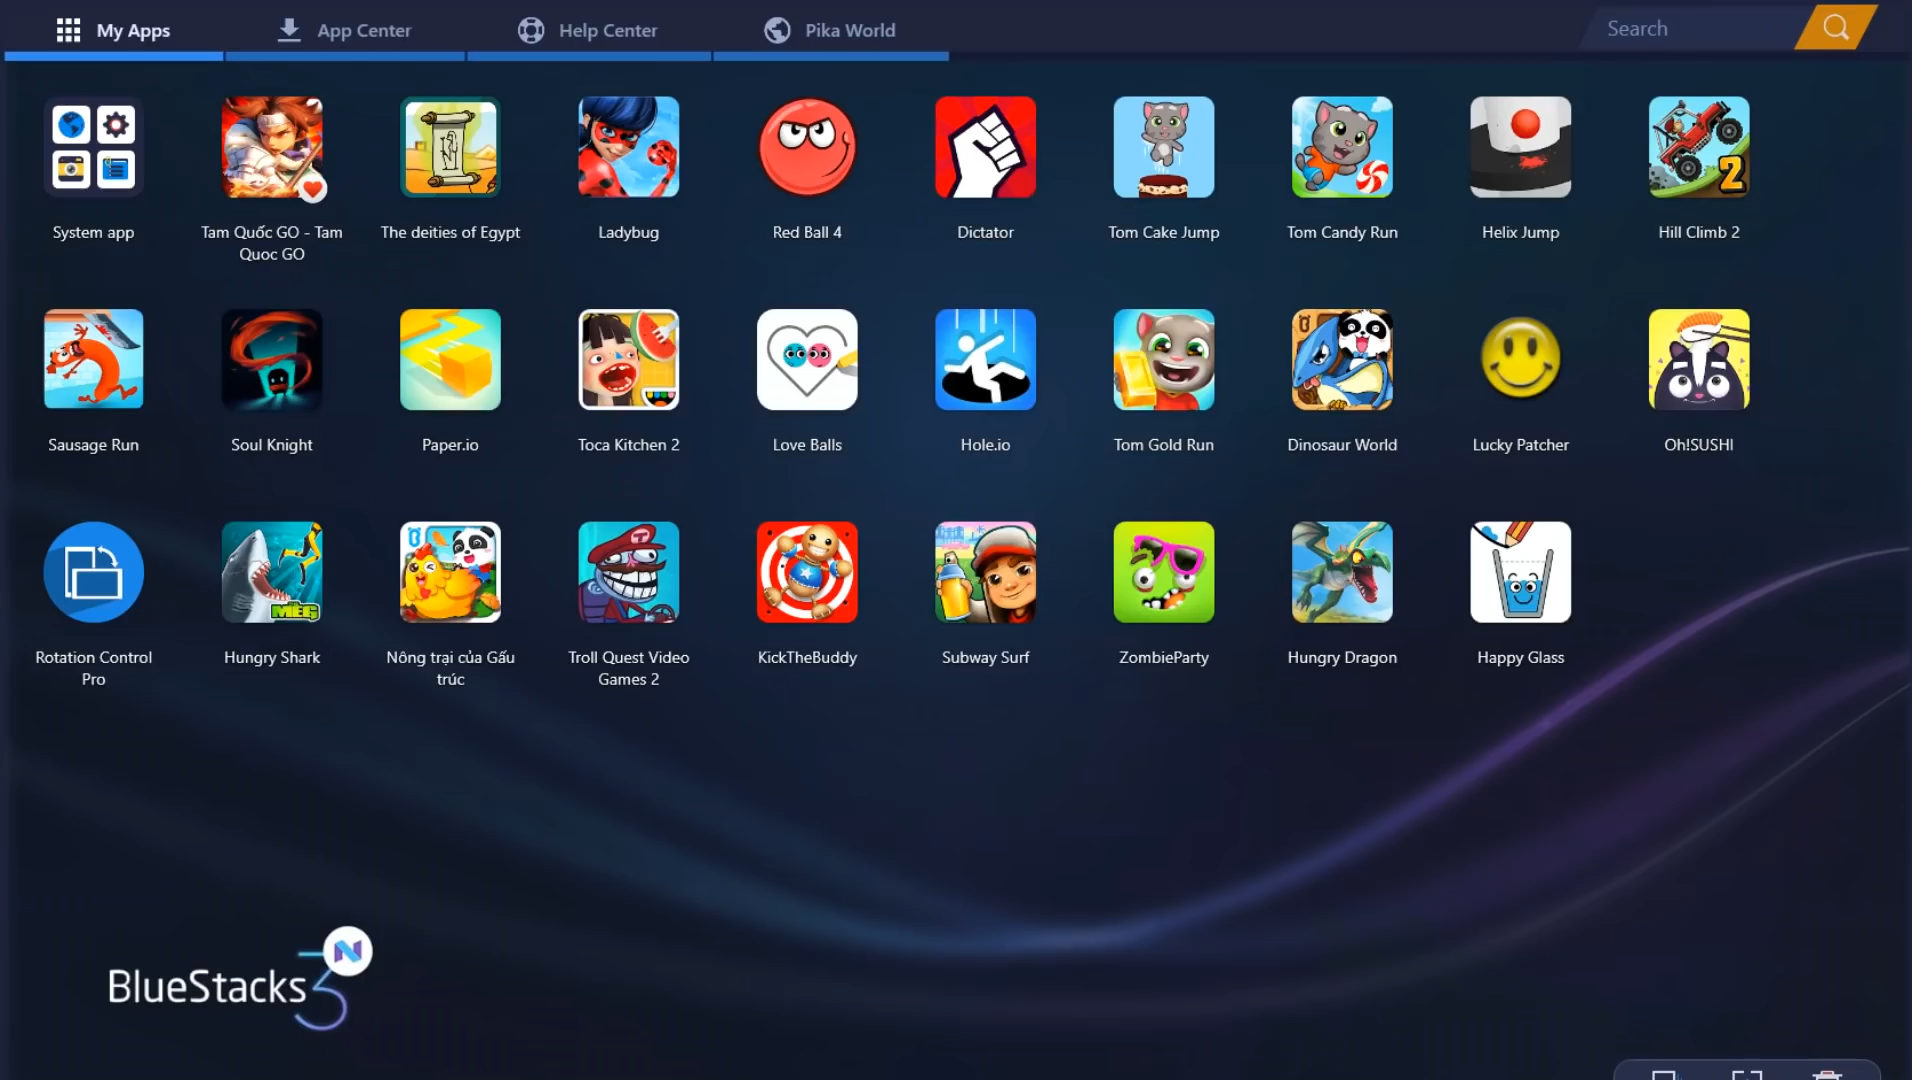 My Apps
App Center
Help Center
Pika World
Search
System app
Tam Quốc GO - Tam
Quoc GO
The deities of Egypt
Ladybug
Red Ball 4
Dictator
Tom Cake Jump
Tom Candy Run
Helix Jump
2
Hill Climb 2
Sausage Run
Soul Knight
Paper.io
Toca Kitchen 2
Love Balls
Hole.io
Tom Gold Run
Dinosaur World
Lucky Patcher
Oh!SUSHI
Rotation Control
Pro
MEG
Hungry Shark
Nông trại của Gấu
trúc
T
Troll Quest Video
Games 2
KickTheBuddy
Subway Surf
ZombieParty
Hungry Dragon
Happy Glass
BlueStacks 3 N